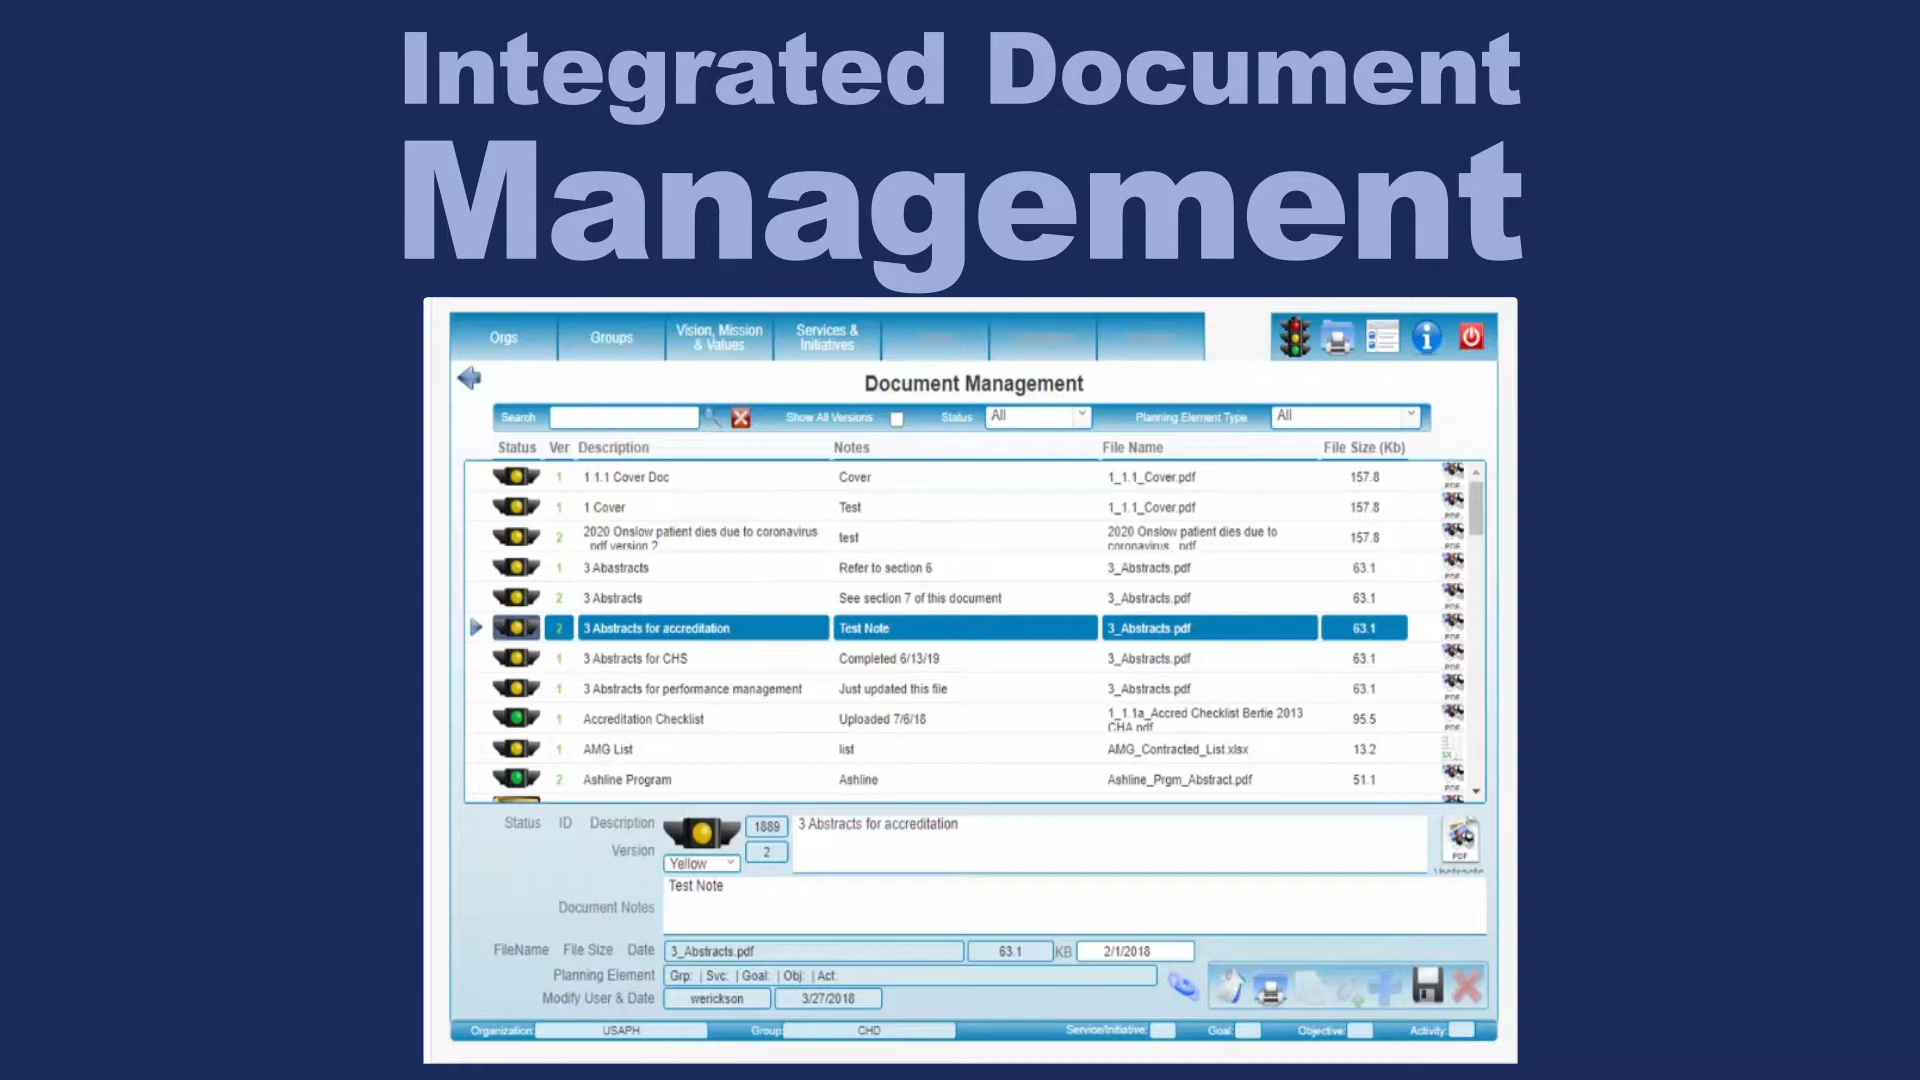 Integrated Document
Management
Orgs
Groups
Vision, Mission
& Values
Services &
Initiatives
Document Management
Search
Show All Versions
Status
All
Planning Element Type
All
Status Ver Description Notes File Name File Size (Kb)
1 1 1.1 Cover Doc Cover 1_1.1_Cover.pdf 157.8
1 1 Cover Test 1_1.1_Cover.pdf 157.8
2 2020 Onslow patient dies due to coronavirus test 2020 Onslow patient dies due to 157.8
_pdf version 2 coronavirus_.pdf
1 3 Abastracts Refer to section 6 3_Abstracts.pdf 63.1
2 3 Abstracts See section 7 of this document 3_Abstracts.pdf 63.1
2 3 Abstracts for accreditation Test Note 3_Abstracts.pdf 63.1
1 3 Abstracts for CHS Completed 6/13/19 3_Abstracts.pdf 63.1
1 3 Abstracts for performance management Just updated this file 3_Abstracts.pdf 63.1
1 Accreditation Checklist Uploaded 7/6/18 1_1.1a_Accred Checklist Bertie 2013 95.5
CHA.pdf
1 AMG List list AMG_Contracted_List.xlsx 13.2
2 Ashline Program Ashline Ashline_Prgm_Abstract.pdf 51.1
Status ID Description 1889 3 Abstracts for accreditation
Version 2
Yellow
PDF
Test Note
Document Notes
FileName File Size Date 3_Abstracts.pdf 63.1 KB 2/1/2018
Planning Element Grp: | Svc: | Goal: | Obj: | Act:
Modify User & Date werickson 3/27/2018
Organization: USAPH Group: CHD Service/Initiative: Goal: Objective: Activity: